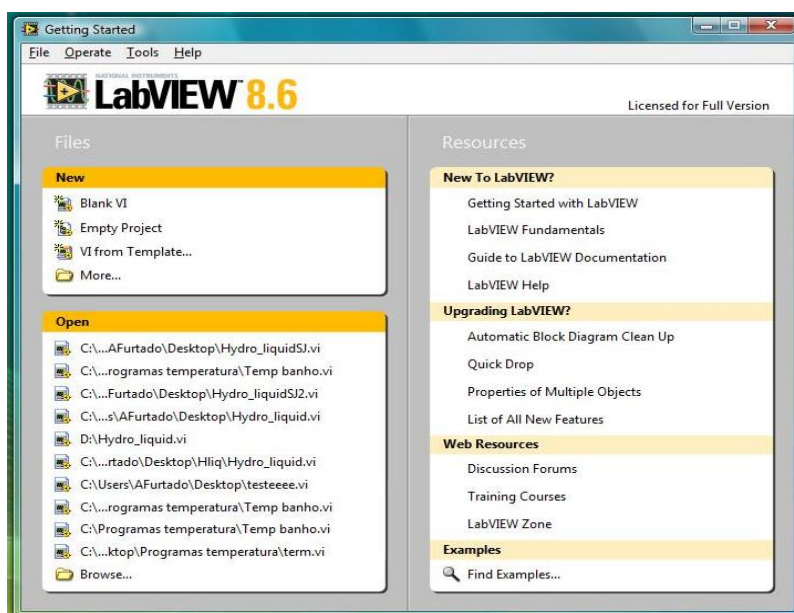 Getting Started
File Operate Tools Help
NATIONAL INSTRUMENTS
LabVIEW 8.6
Licensed for Full Version
Files
New
Blank VI
Empty Project
VI from Template...
More...
Open
C:\...AFurtado\Desktop\Hydro_liquidSJ.vi
C:\...rogramas temperatura\Temp banho.vi
C:\...Furtado\Desktop\Hydro_liquidSJ2.vi
C:\...s\AFurtado\Desktop\Hydro_liquid.vi
D:\Hydro_liquid.vi
C:\...rtado\Desktop\Hliq\Hydro_liquid.vi
C:\Users\AFurtado\Desktop\testeeee.vi
C:\...rogramas temperatura\Temp banho.vi
C:\Programas temperatura\Temp banho.vi
C:\...ktop\Programas temperatura\term.vi
Browse...
Resources
New To LabVIEW?
Getting Started with LabVIEW
LabVIEW Fundamentals
Guide to LabVIEW Documentation
LabVIEW Help
Upgrading LabVIEW?
Automatic Block Diagram Clean Up
Quick Drop
Properties of Multiple Objects
List of All New Features
Web Resources
Discussion Forums
Training Courses
LabVIEW Zone
Examples
Find Examples...